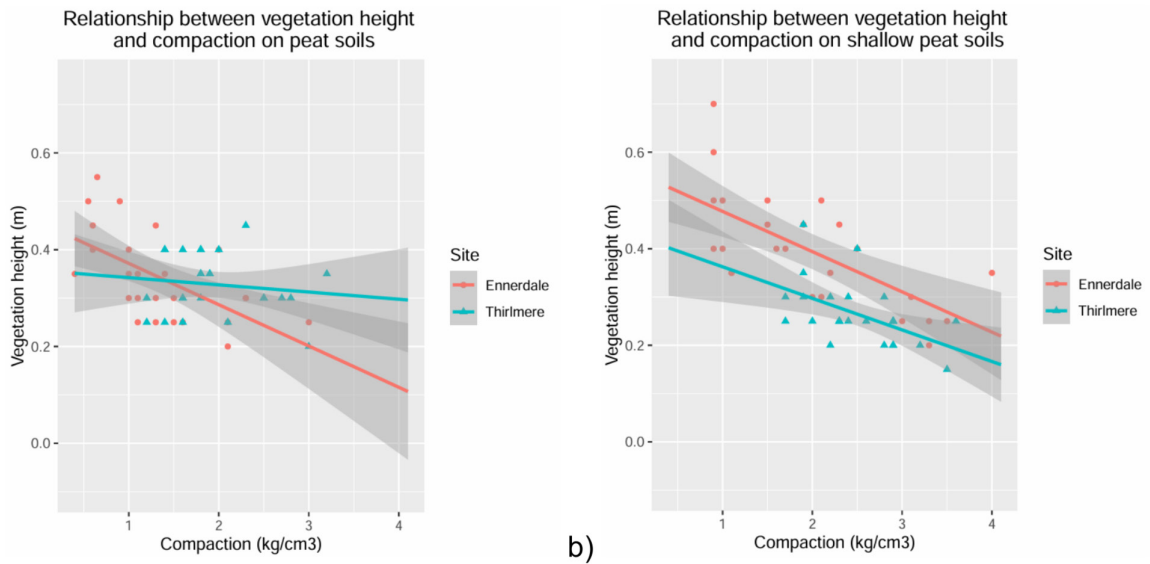 Relationship between vegetation height
and compaction on peat soils
Vegetation height (m)
0.6
0.4
0.2
0.0
1 2 3 4
Compaction (kg/cm3)
Site
Ennerdale
Thirlmere
b)
Relationship between vegetation height
and compaction on shallow peat soils
Vegetation height (m)
0.6
0.4
0.2
0.0
1 2 3 4
Compaction (kg/cm3)
Site
Ennerdale
Thirlmere